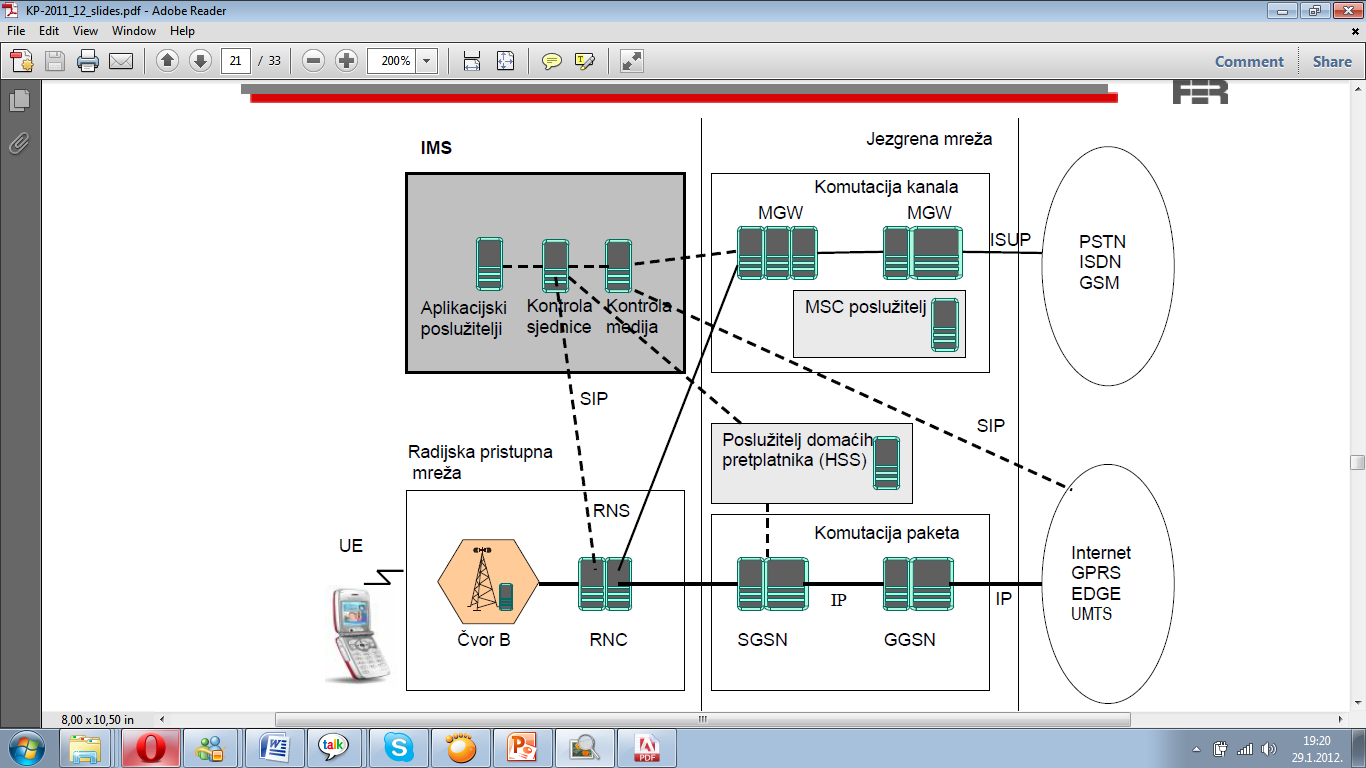 KP-2011_12_slides.pdf - Adobe Reader
File Edit View Window Help
21 / 33
200%
Comment Share
FER
IMS
Jezgrena mreža
Komutacija kanala
MGW
MGW
ISUP
PSTN
ISDN
GSM
Aplikacijski
poslužitelji
Kontrola
sjednice
Kontrola
medija
MSC poslužitelj
SIP
SIP
Poslužitelj domaćih
pretplatnika (HSS)
Radijska pristupna
mreža
RNS
UE
Komutacija paketa
Internet
GPRS
EDGE
UMTS
IP
IP
Čvor B
RNC
SGSN
GGSN
8,00 x 10,50 in
W
talk
S
P
PDF
19:20
29.1.2012.